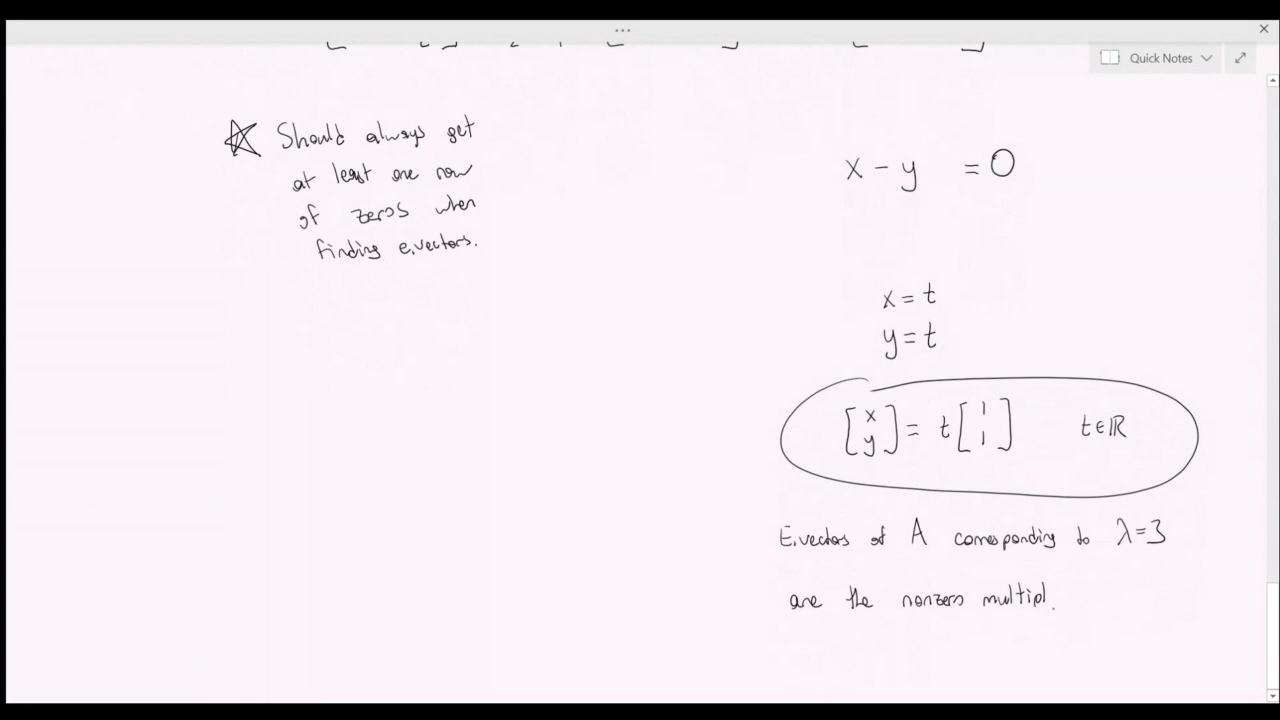 Quick Notes
☆ Should always get
at least one row
of zeros when
finding e.vectors.
x - y = 0
x = t
y = t
[x y] = t [1 1] t ∈ ℝ
E.vectors of A corresponding to λ=3
are the nonzero multipl.